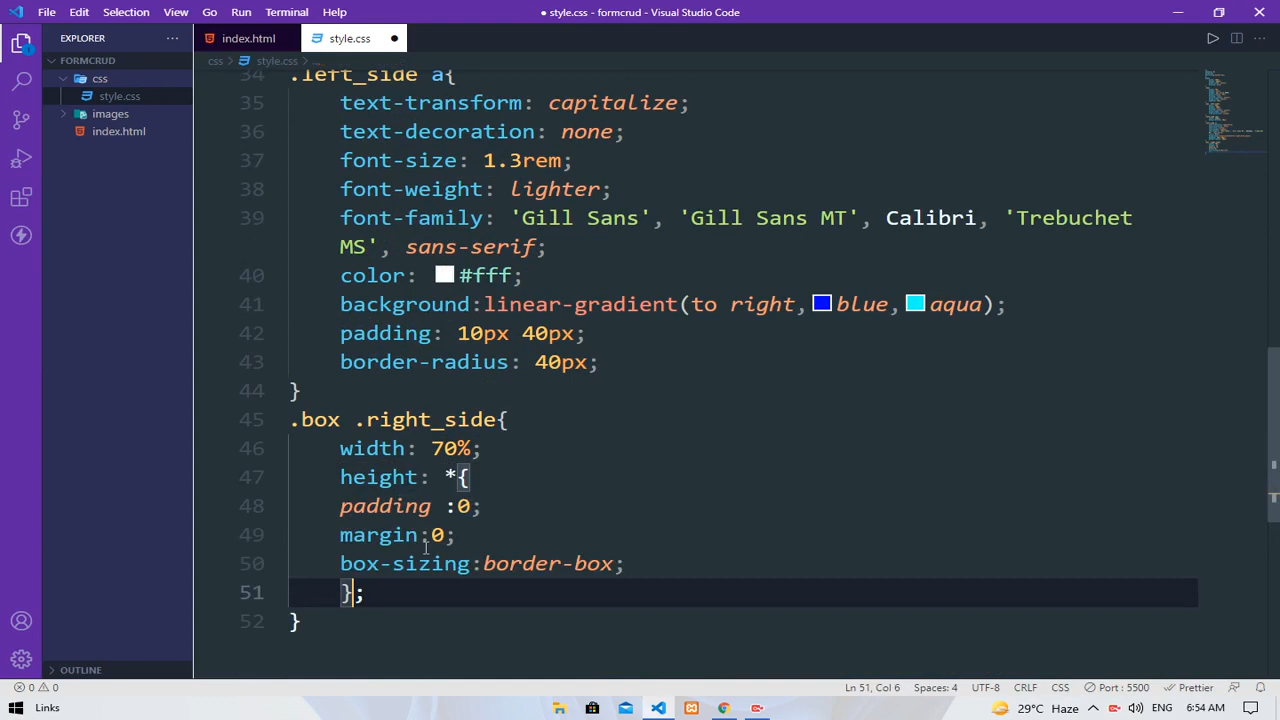 File Edit Selection View Go Run Terminal Help
● style.css - formcrud - Visual Studio Code
EXPLORER
FORMCRUD
css
style.css
images
index.html
OUTLINE
index.html
style.css
css > style.css > ...
34 .left_side a{
35 text-transform: capitalize;
36 text-decoration: none;
37 font-size: 1.3rem;
38 font-weight: lighter;
39 font-family: 'Gill Sans', 'Gill Sans MT', Calibri, 'Trebuchet
MS', sans-serif;
40 color: #fff;
41 background:linear-gradient(to right,blue,aqua);
42 padding: 10px 40px;
43 border-radius: 40px;
44 }
45 .box .right_side{
46 width: 70%;
47 height: *{
48 padding :0;
49 margin:0;
50 box-sizing:border-box;
51 };
52 }
0 0
Ln 51, Col 6 Spaces: 4 UTF-8 CRLF CSS Port : 5500 Prettier
Links
29°C Haze ENG 6:54 AM